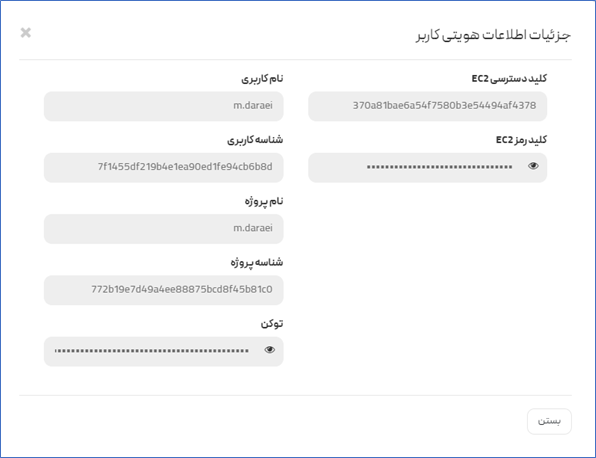 جزئیات اطلاعات هویتی کاربر
کلید دسترسی EC2
370a81bae6a54f7580b3e54494af4378
کلید رمز EC2
نام کاربری
m.daraei
شناسه کاربری
7f1455df219b4e1ea90ed1fe94cb6b8d
نام پروژه
m.daraei
شناسه پروژه
772b19e7d49a4ee88875bcd8f45b81c0
توکن
بستن